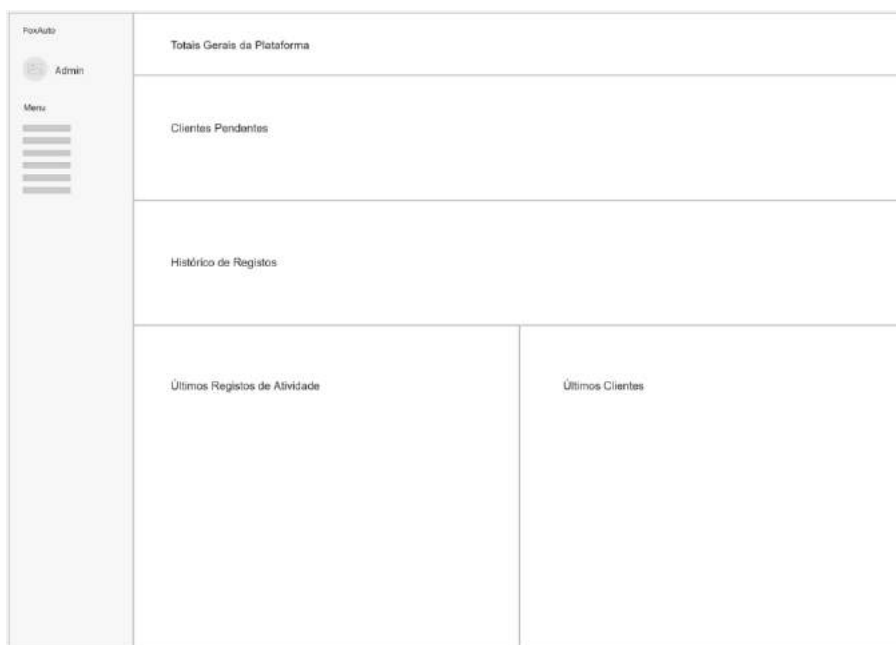 FoxAuto
Admin
Menu
Totais Gerais da Plataforma
Clientes Pendentes
Histórico de Registos
Últimos Registos de Atividade
Últimos Clientes